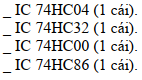 _ IC 74HC04 (1 cái).
_ IC 74HC32 (1 cái).
_ IC 74HC00 (1 cái).
_ IC 74HC86 (1 cái).